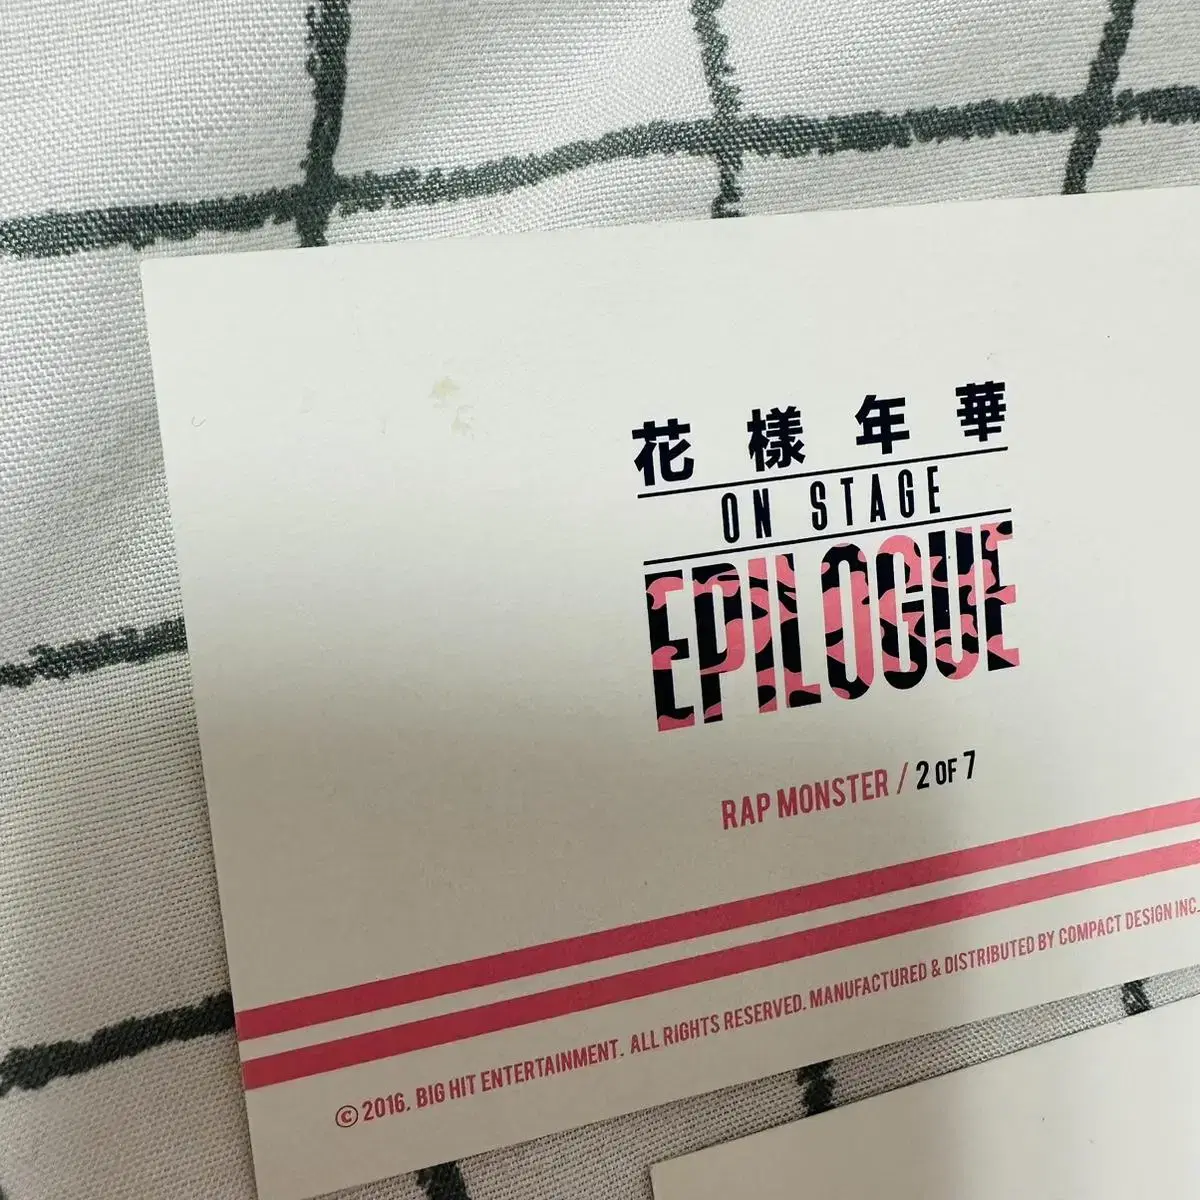 花樣年華
ON STAGE
EPILOGUE
RAP MONSTER / 2 OF 7
© 2016. BIG HIT ENTERTAINMENT. ALL RIGHTS RESERVED. MANUFACTURED & DISTRIBUTED BY COMPACT DESIGN INC.